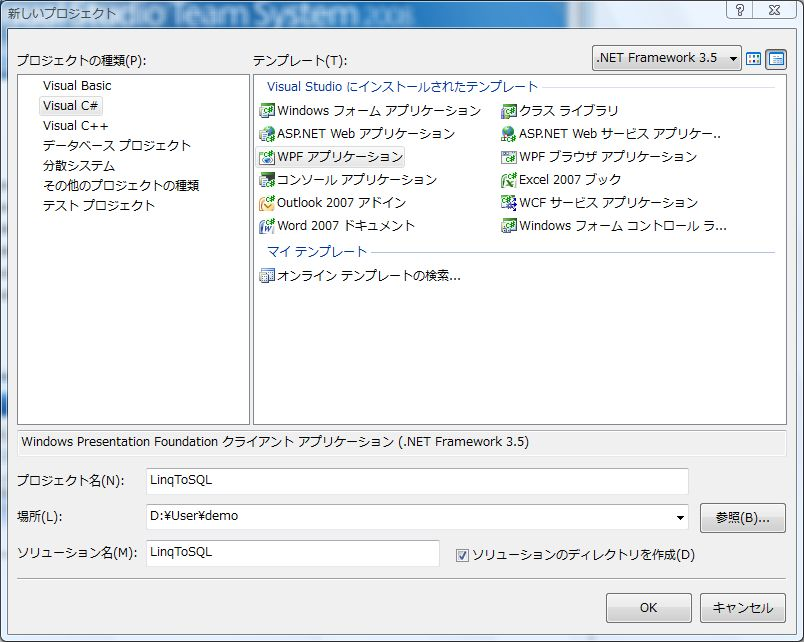 Studio Team System 2008
新しいプロジェクト
プロジェクトの種類(P):
テンプレート(T):
.NET Framework 3.5
Visual Basic
Visual C#
Visual C++
データベース プロジェクト
分散システム
その他のプロジェクトの種類
テスト プロジェクト
Visual Studio にインストールされたテンプレート
Windows フォーム アプリケーション
クラス ライブラリ
ASP.NET Web アプリケーション
ASP.NET Web サービス アプリケー..
WPF アプリケーション
WPF ブラウザ アプリケーション
コンソール アプリケーション
Excel 2007 ブック
Outlook 2007 アドイン
WCF サービス アプリケーション
Word 2007 ドキュメント
Windows フォーム コントロール ラ...
マイ テンプレート
オンライン テンプレートの検索...
Windows Presentation Foundation クライアント アプリケーション (.NET Framework 3.5)
プロジェクト名(N):
LinqToSQL
場所(L):
D:¥User¥demo
参照(B)...
ソリューション名(M):
LinqToSQL
ソリューションのディレクトリを作成(D)
OK
キャンセル